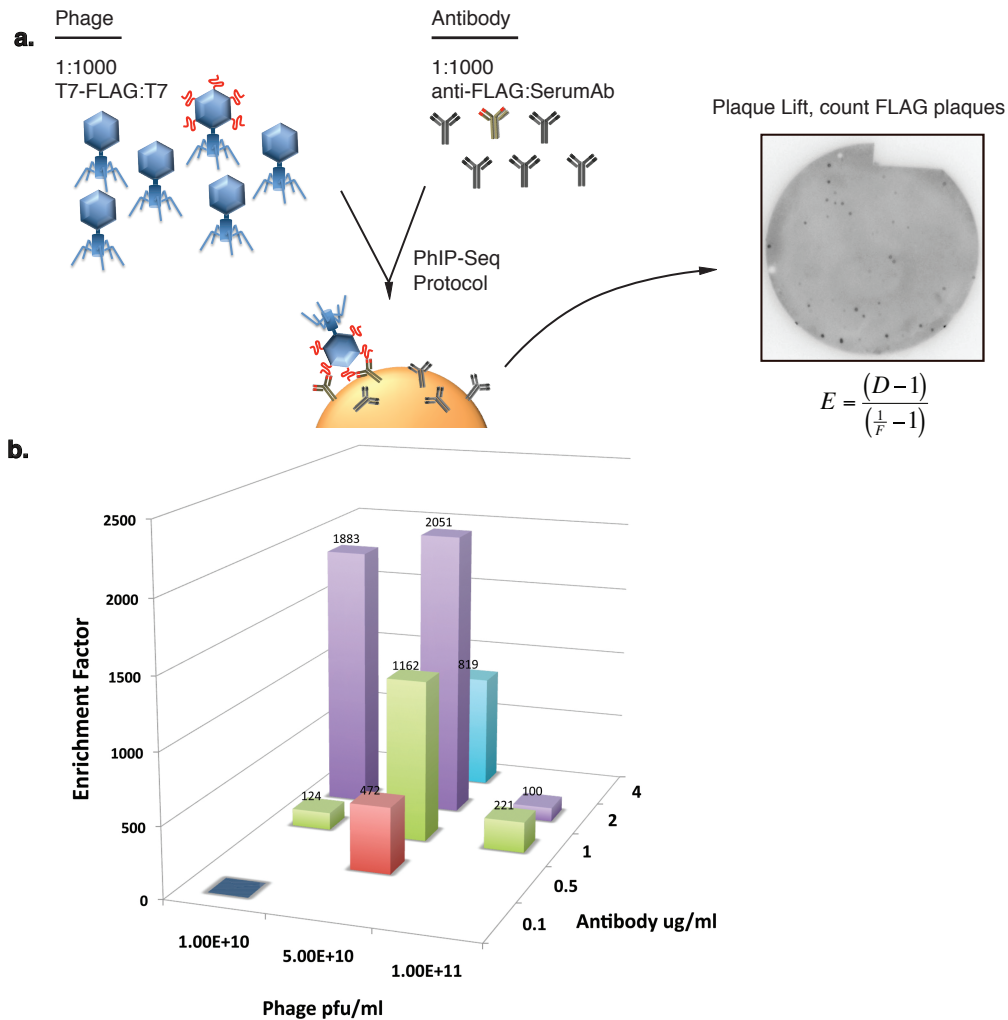 a.
Phage
1:1000
T7-FLAG:T7
Antibody
1:1000
anti-FLAG:SerumAb
PhIP-Seq
Protocol
Plaque Lift, count FLAG plaques
E = (D – 1) / (1/F – 1)
b.
Enrichment Factor
2500
2000
1500
1000
500
0
1883
2051
1162
819
124
472
221
100
1.00E+10
5.00E+10
1.00E+11
Phage pfu/ml
0.1
0.5
1
2
4
Antibody ug/ml